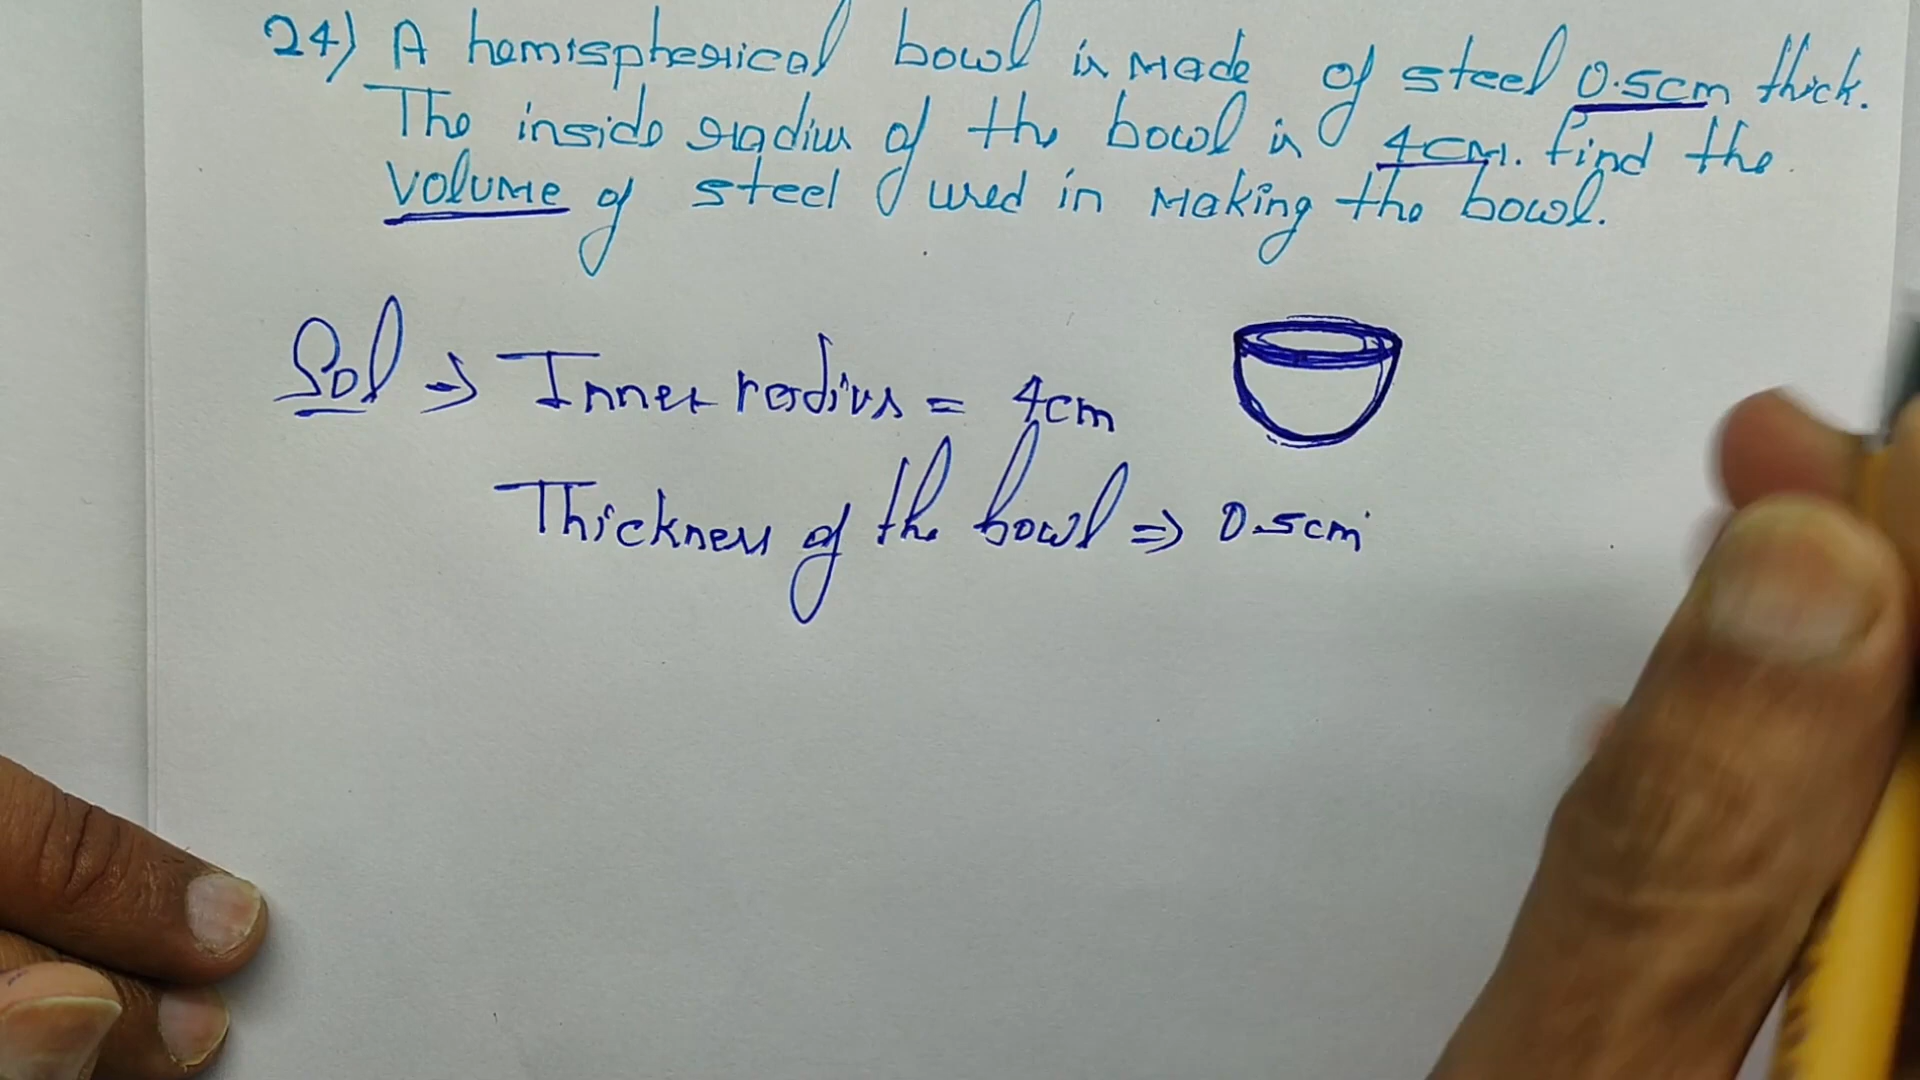 24) A hemispherical bowl is made of steel 0.5cm thick.
The inside radius of the bowl is 4cm. find the
volume of steel used in making the bowl.
Sol ⇒ Inner radius = 4cm
Thickness of the bowl ⇒ 0.5cm